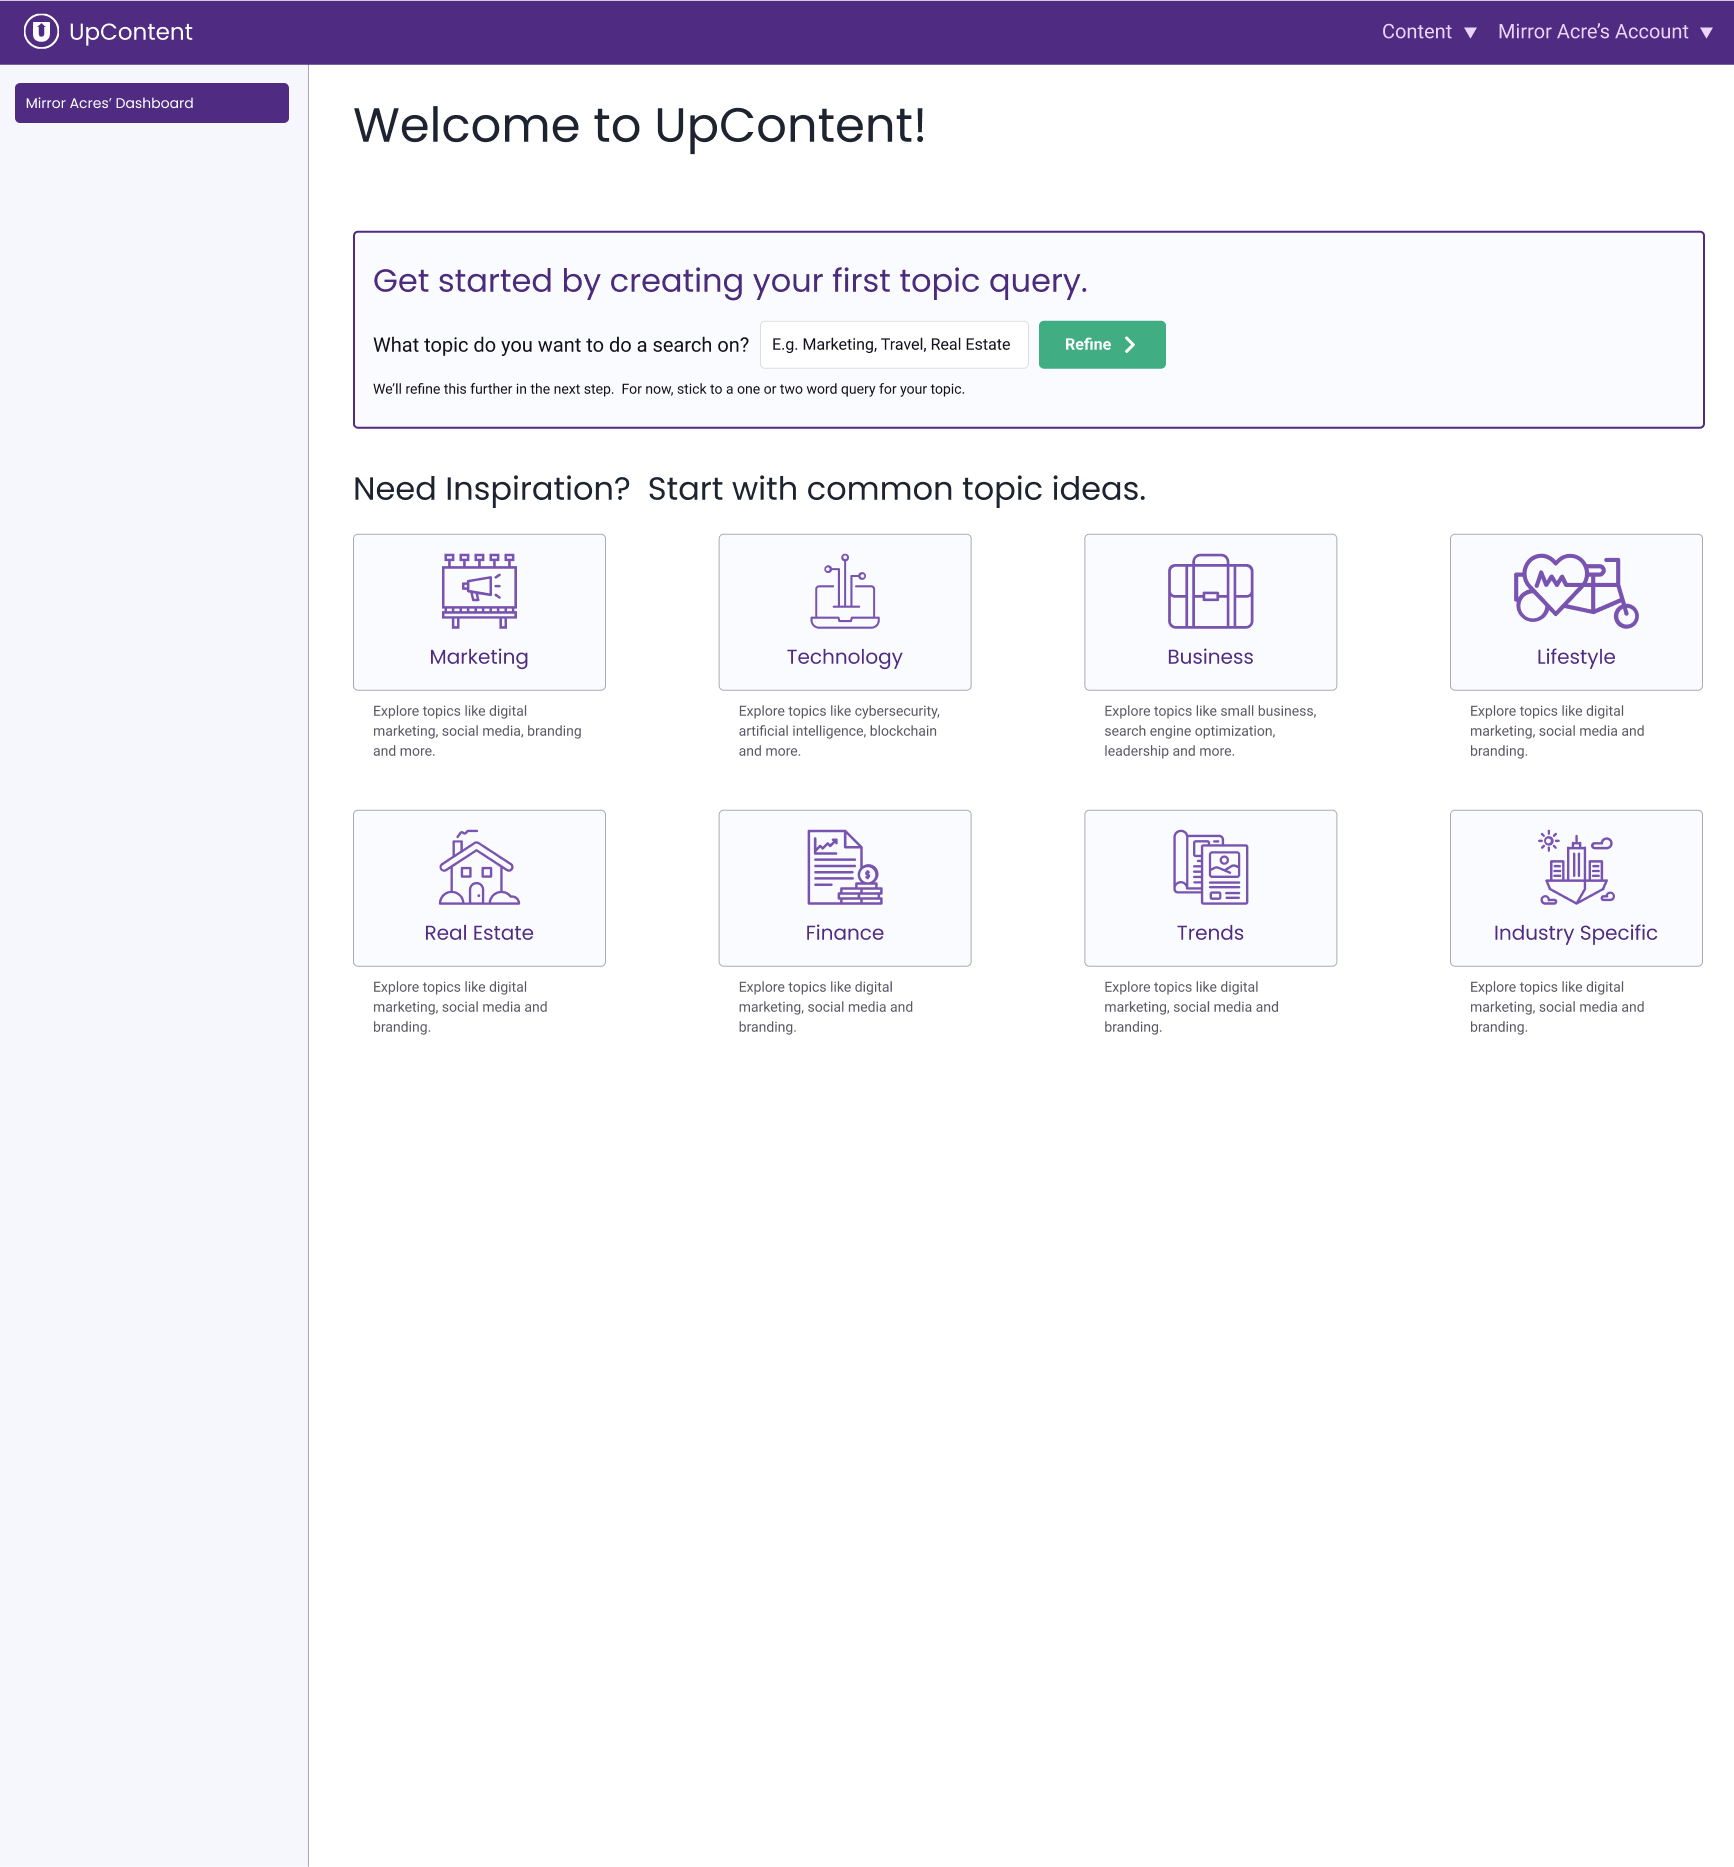 UpContent
Content ▼ Mirror Acre's Account ▼
Mirror Acres' Dashboard
Welcome to UpContent!
Get started by creating your first topic query.
What topic do you want to do a search on? E.g. Marketing, Travel, Real Estate Refine
We'll refine this further in the next step.  For now, stick to a one or two word query for your topic.
Need Inspiration?  Start with common topic ideas.
Marketing
Explore topics like digital
marketing, social media, branding
and more.
Technology
Explore topics like cybersecurity,
artificial intelligence, blockchain
and more.
Business
Explore topics like small business,
search engine optimization,
leadership and more.
Lifestyle
Explore topics like digital
marketing, social media and
branding.
Real Estate
Explore topics like digital
marketing, social media and
branding.
Finance
Explore topics like digital
marketing, social media and
branding.
Trends
Explore topics like digital
marketing, social media and
branding.
Industry Specific
Explore topics like digital
marketing, social media and
branding.